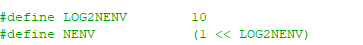 #define LOG2NENV 10
#define NENV (1 << LOG2NENV)